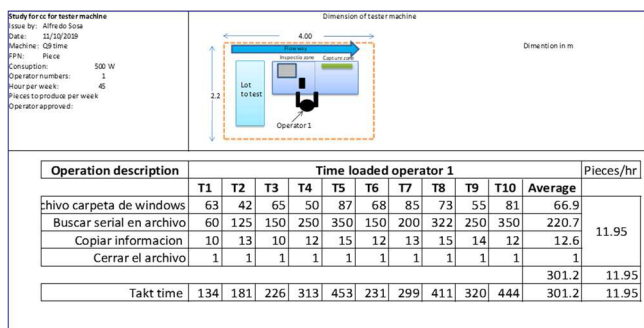 Study for cc for tester machine
Issue by: Alfredo Sosa
Date: 11/10/2019
Machine: Q9 time
FPN: Piece
Consuption: 500 W
Operator numbers: 1
Hour per week: 45
Pieces to produce per week
Operator approved:
Dimension of tester machine
4.00
Dimention in m
Flow way
Inspectio zone Capture zone
Lot
to test
2.2
Operator 1
Operation description Time loaded operator 1 Pieces/hr
T1 T2 T3 T4 T5 T6 T7 T8 T9 T10 Average
chivo carpeta de windows 63 42 65 50 87 68 85 73 55 81 66.9
Buscar serial en archivo 60 125 150 250 350 150 200 322 250 350 220.7
11.95
Copiar informacion 10 13 10 12 15 12 13 15 14 12 12.6
Cerrar el archivo 1 1 1 1 1 1 1 1 1 1 1
301.2 11.95
Takt time 134 181 226 313 453 231 299 411 320 444 301.2 11.95